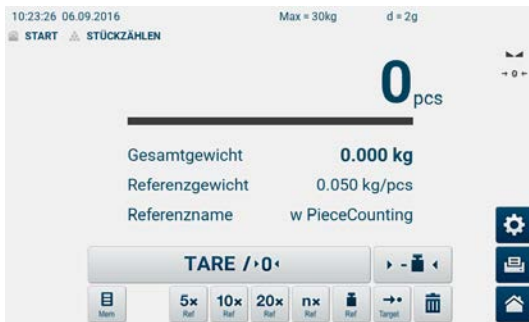 10:23:26 06.09.2016 Max = 30kg d = 2g
START STÜCKZÄHLEN
0 pcs
→ 0 ←
Gesamtgewicht 0.000 kg
Referenzgewicht 0.050 kg/pcs
Referenzname w PieceCounting
TARE / 0
Mem 5x Ref 10x Ref 20x Ref nx Ref Ref Target